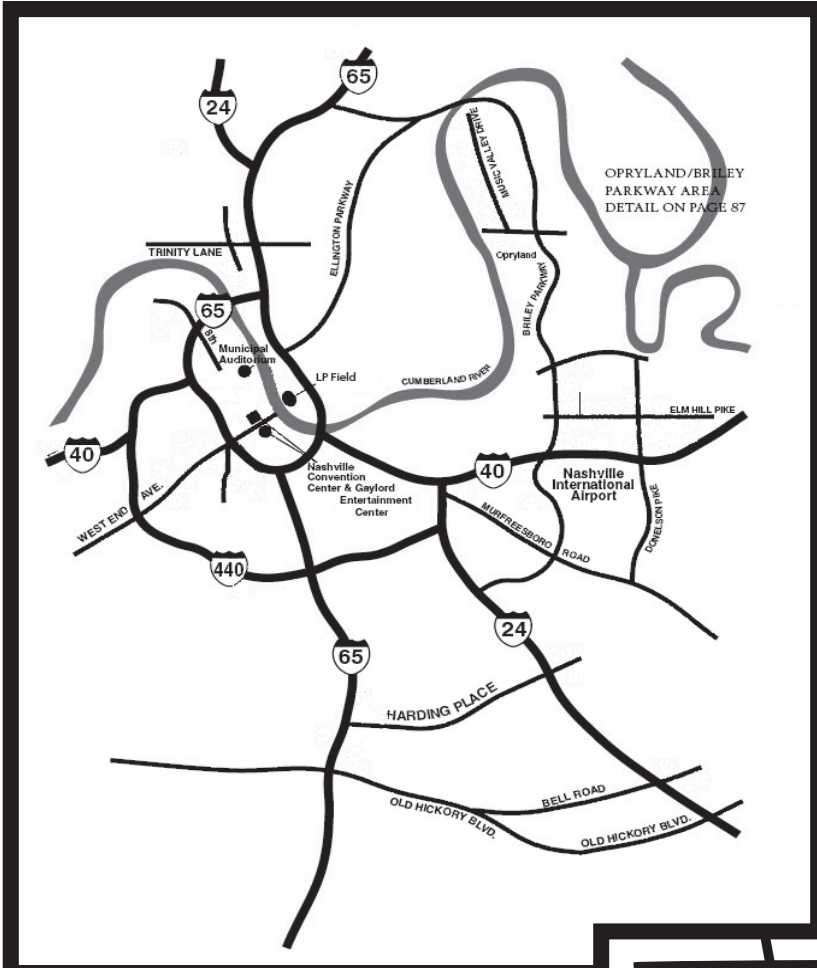 65
24
MUSIC VALLEY DRIVE
OPRYLAND/BRILEY
PARKWAY AREA
DETAIL ON PAGE 87
ELLINGTON PARKWAY
TRINITY LANE
Opryland
BRILEY PARKWAY
65
8th
Municipal
Auditorium
LP Field
CUMBERLAND RIVER
ELM HILL PIKE
40
40
Nashville
International
Airport
Nashville
Convention
Center & Gaylord
Entertainment
Center
WEST END AVE.
MURFREESBORO ROAD
DONELSON PIKE
440
24
65
HARDING PLACE
BELL ROAD
OLD HICKORY BLVD.
OLD HICKORY BLVD.